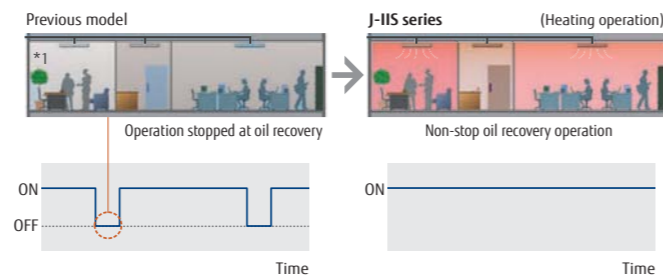 Previous model
J-IIS series
(Heating operation)
*1
Operation stopped at oil recovery
Non-stop oil recovery operation
ON
OFF
Time
ON
Time